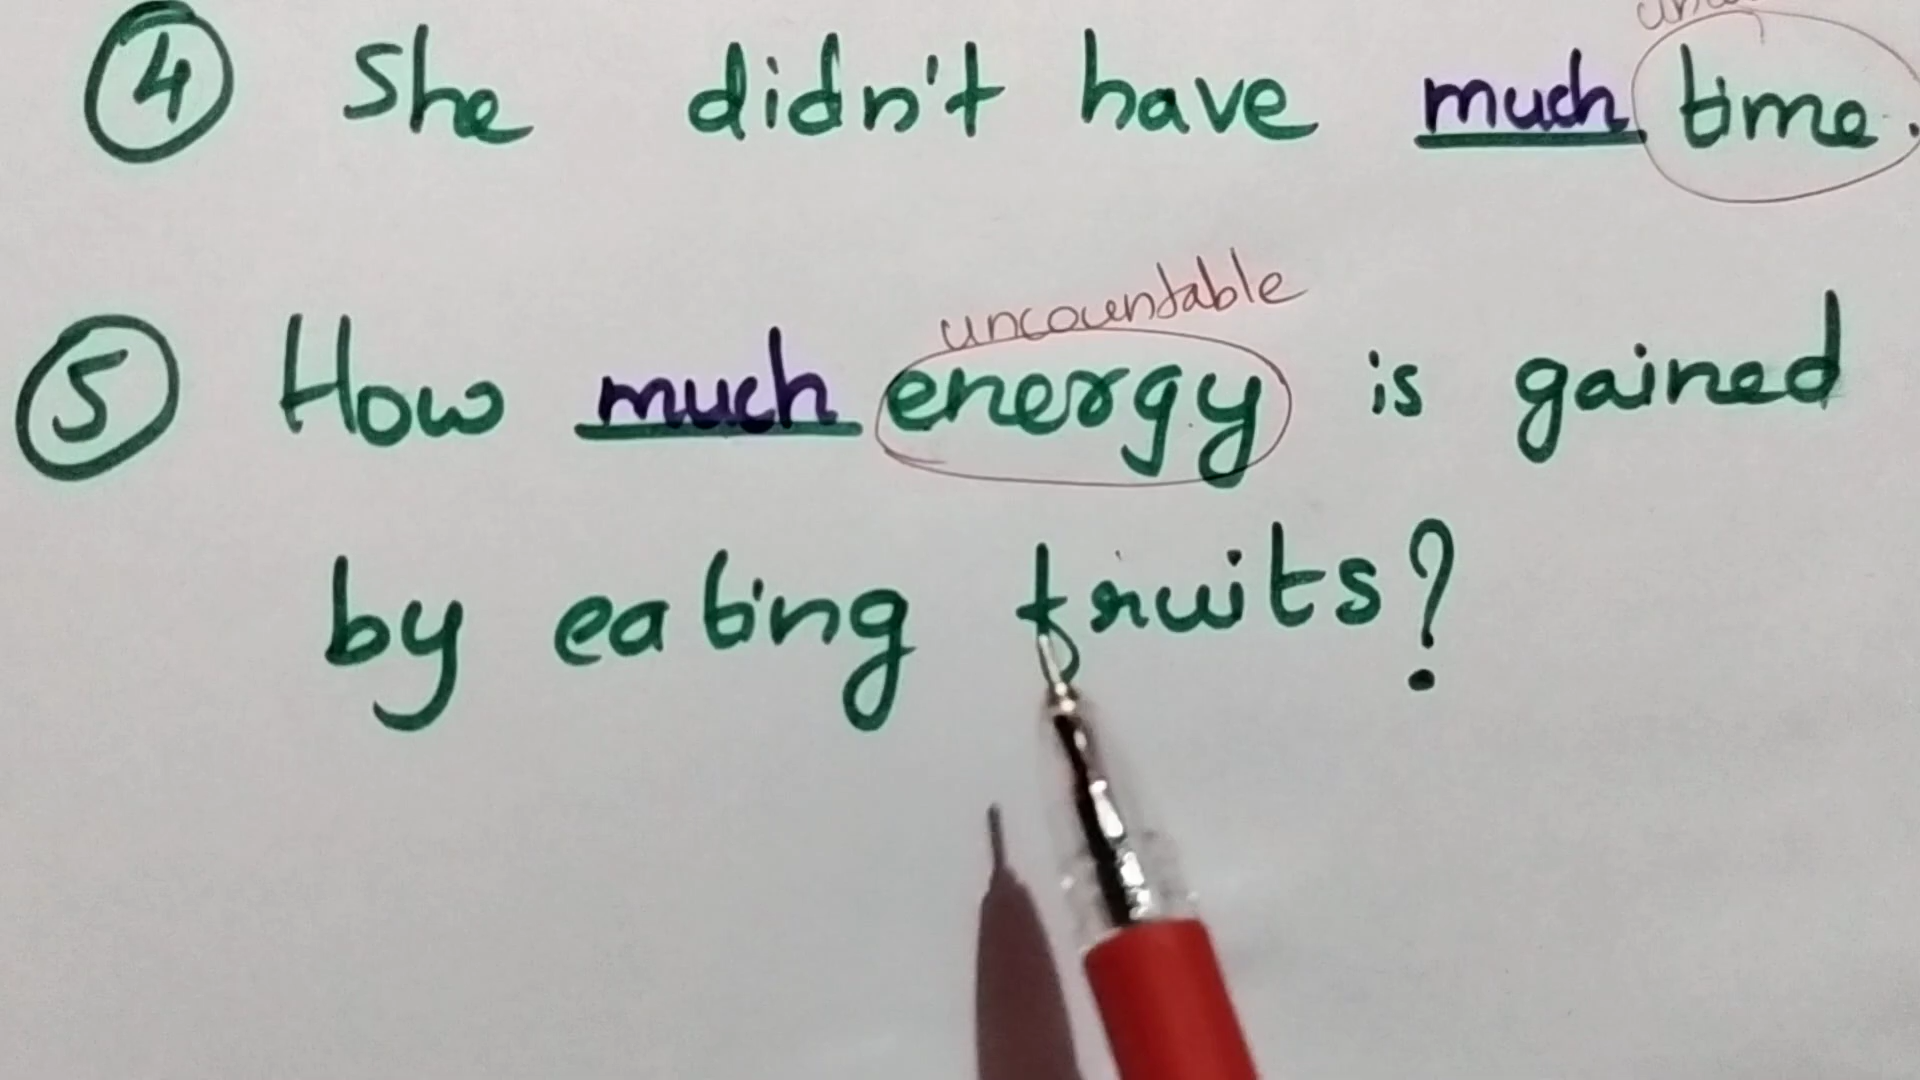 ④ She didn't have much time.
uncountable
⑤ How much energy is gained
by eating fruits?